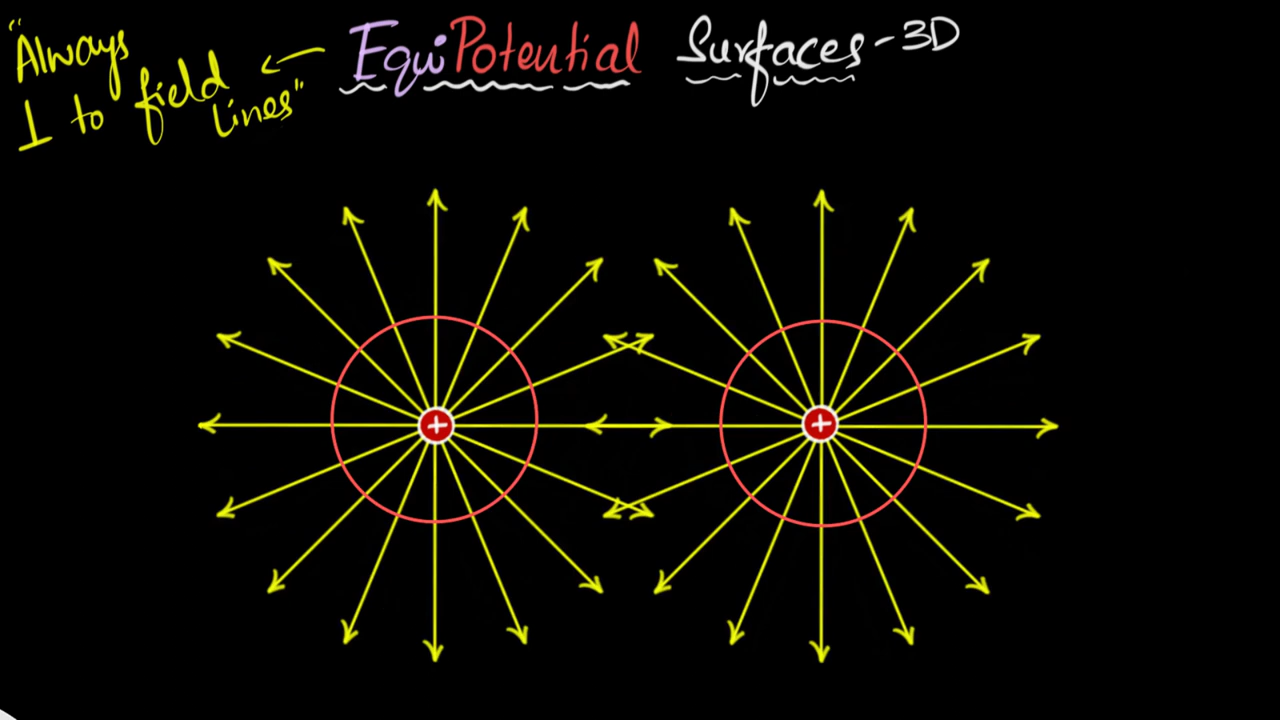 EquiPotential Surfaces-3D
"Always
⊥ to field
lines"
+ +